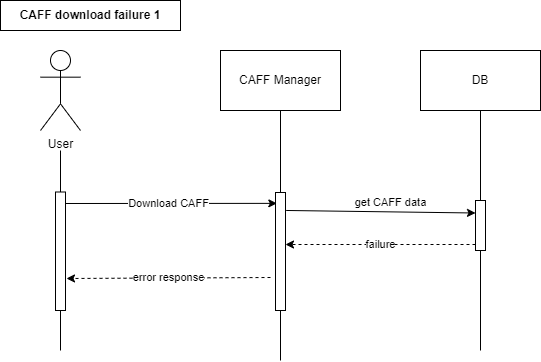 CAFF download failure 1
CAFF Manager
DB
User
Download CAFF
get CAFF data
failure
error response